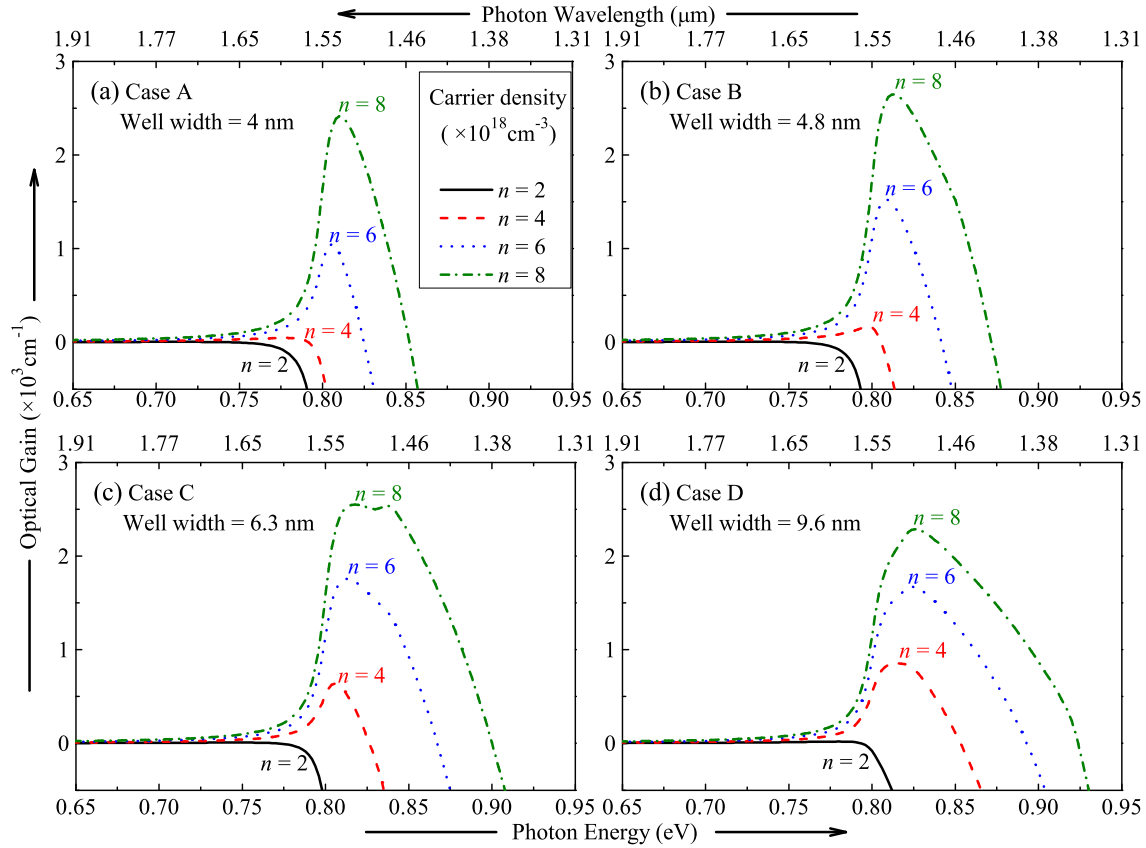 Photon Wavelength (μm)
1.91 1.77 1.65 1.55 1.46 1.38 1.31
1.91 1.77 1.65 1.55 1.46 1.38 1.31
(a) Case A
Well width = 4 nm
n = 8
n = 6
n = 4
n = 2
Carrier density
( ×10¹⁸cm⁻³)
n = 2
n = 4
n = 6
n = 8
3
2
1
0
0.65 0.70 0.75 0.80 0.85 0.90 0.95
(b) Case B
Well width = 4.8 nm
n = 8
n = 6
n = 4
n = 2
3
2
1
0
0.65 0.70 0.75 0.80 0.85 0.90 0.95
Optical Gain (×10³cm⁻¹)
1.91 1.77 1.65 1.55 1.46 1.38 1.31
1.91 1.77 1.65 1.55 1.46 1.38 1.31
(c) Case C
Well width = 6.3 nm
n = 8
n = 6
n = 4
n = 2
3
2
1
0
0.65 0.70 0.75 0.80 0.85 0.90 0.95
(d) Case D
Well width = 9.6 nm
n = 8
n = 6
n = 4
n = 2
3
2
1
0
0.65 0.70 0.75 0.80 0.85 0.90 0.95
Photon Energy (eV)